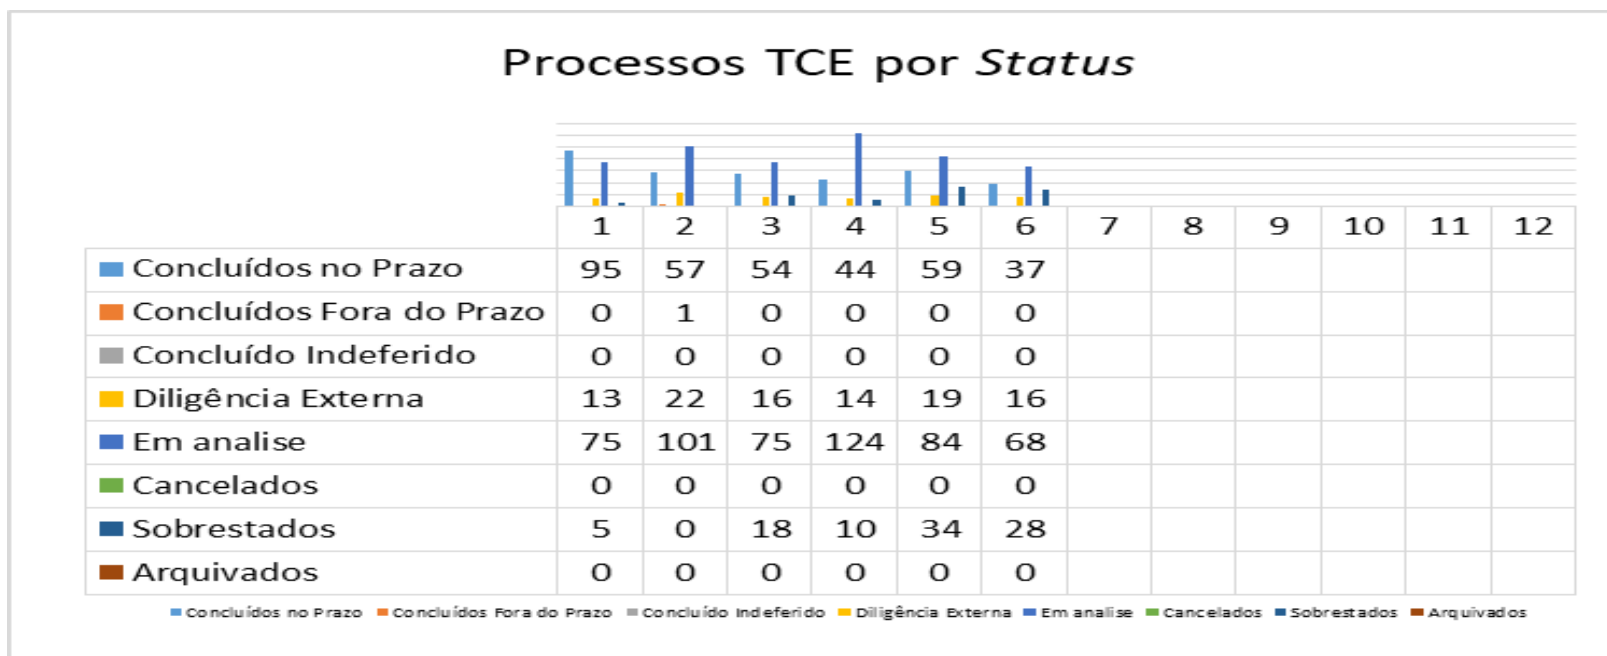 Processos TCE por Status
1 2 3 4 5 6 7 8 9 10 11 12
Concluídos no Prazo 95 57 54 44 59 37
Concluídos Fora do Prazo 0 1 0 0 0 0
Concluído Indeferido 0 0 0 0 0 0
Diligência Externa 13 22 16 14 19 16
Em analise 75 101 75 124 84 68
Cancelados 0 0 0 0 0 0
Sobrestados 5 0 18 10 34 28
Arquivados 0 0 0 0 0 0
Concluídos no Prazo Concluídos Fora do Prazo Concluído Indeferido Diligência Externa Em analise Cancelados Sobrestados Arquivados